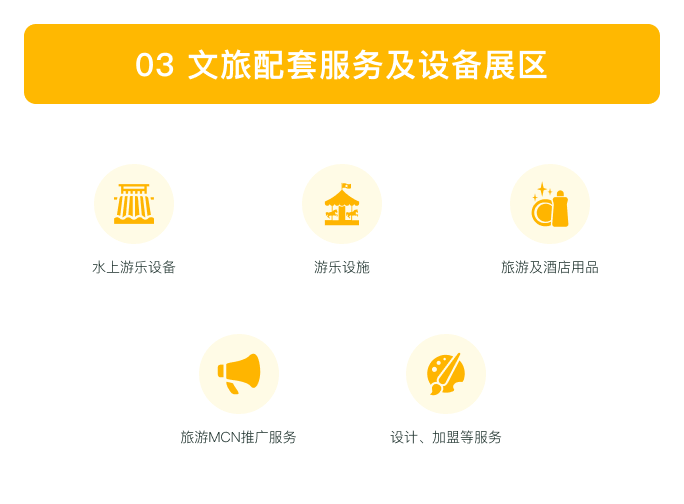 03 文旅配套服务及设备展区
水上游乐设备
游乐设施
旅游及酒店用品
旅游MCN推广服务
设计、加盟等服务